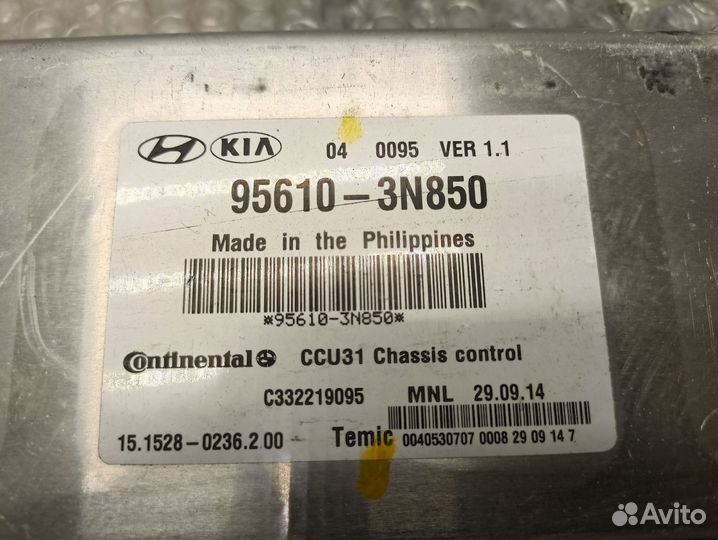 HYUNDAI KIA 04 0095 VER 1.1
95610-3N850
Made in the Philippines
*95610-3N850*
Continental CCU31 Chassis control
C332219095 MNL 29.09.14
15.1528-0236.2.00 Temic 0040530707 0008 29 09 14 7
Avito